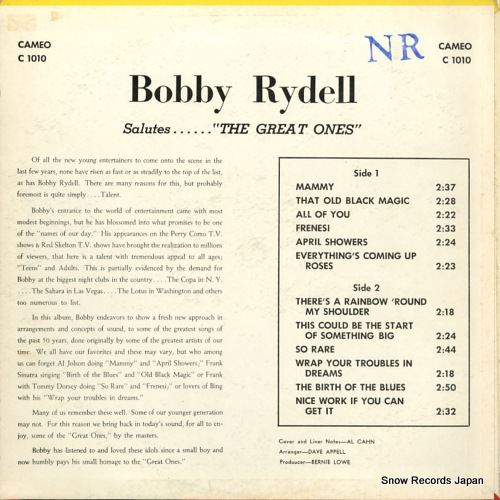 CAMEO
C 1010
NR
CAMEO
C 1010
Bobby Rydell
Salutes......"THE GREAT ONES"
Of all the new young entertainers to come onto the scene in the
last few years, none have risen as fast or as steadily to the top of the list,
as has Bobby Rydell. There are many reasons for this, but probably
foremost is quite simply....Talent.
Bobby's entrance to the world of entertainment came with most
modest beginnings, but he has blossomed into what promises to be
one of the "names of our day." His appearances on the Perry Como T.V.
shows & Red Skelton T.V. shows have brought the realization to millions
of viewers, that here is a talent with tremendous appeal to all ages;
"Teens" and Adults. This is partially evidenced by the demand for
Bobby at the biggest night clubs in the country....The Copa in N. Y.
....The Sahara in Las Vegas....The Lotus in Washington and others
too numerous to list.
In this album, Bobby endeavors to show a fresh new approach in
arrangements and concepts of sound, to some of the greatest songs of
the past 50 years, done originally by some of the greatest artists of our
time. We all have our favorites and these may vary, but who among
us can forget Al Jolson doing "Mammy" and "April Showers;" Frank
Sinatra singing "Birth of the Blues" and "Old Black Magic" or Frank
with Tommy Dorsey doing "So Rare" and "Frenesi;" or lovers of Bing
with his "Wrap your troubles in dreams."
Many of us remember these well. Some of our younger generation
may not. For this reason we bring back in today's sound, for all to en-
joy, some of the "Great Ones," by the masters.
Bobby has listened to and loved these idols since a small boy and
now humbly pays his small homage to the "Great Ones."
Side 1
MAMMY 2:37
THAT OLD BLACK MAGIC 2:28
ALL OF YOU 2:22
FRENESI 2:33
APRIL SHOWERS 2:24
EVERYTHING'S COMING UP
ROSES 2:23
Side 2
THERE'S A RAINBOW 'ROUND
MY SHOULDER 2:18
THIS COULD BE THE START
OF SOMETHING BIG 2:24
SO RARE 2:44
WRAP YOUR TROUBLES IN
DREAMS 2:18
THE BIRTH OF THE BLUES 2:50
NICE WORK IF YOU CAN
GET IT 2:32
Cover and Liner Notes—AL CAHN
Arranger—DAVE APPELL
Producer—BERNIE LOWE
Snow Records Japan